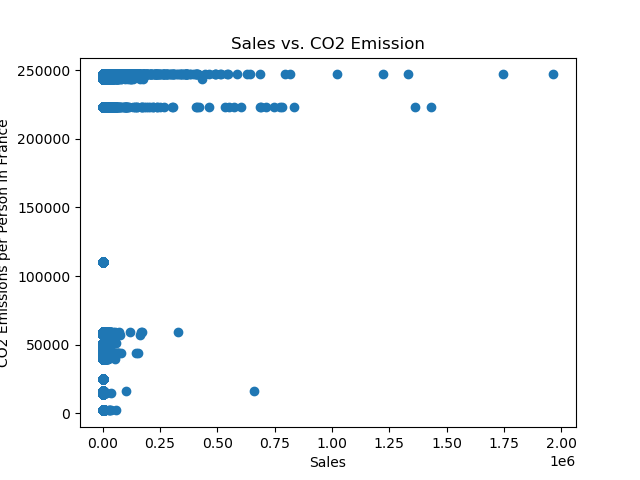 Sales vs. CO2 Emission
CO2 Emissions per Person in France
250000
200000
150000
100000
50000
0
0.00 0.25 0.50 0.75 1.00 1.25 1.50 1.75 2.00
1e6
Sales